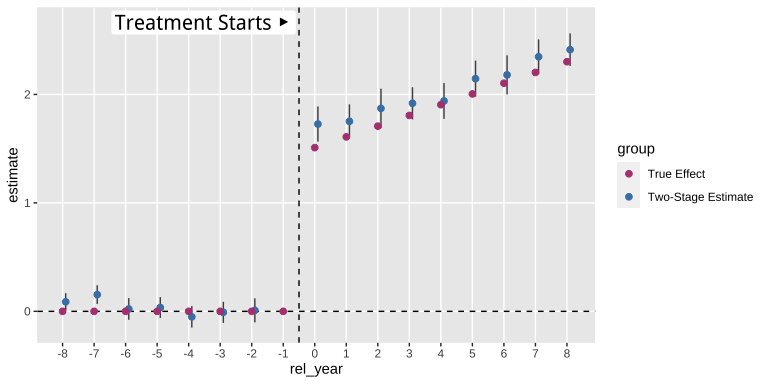 Treatment Starts ►
estimate
2
1
0
-8 -7 -6 -5 -4 -3 -2 -1 0 1 2 3 4 5 6 7 8
rel_year
group
True Effect
Two-Stage Estimate